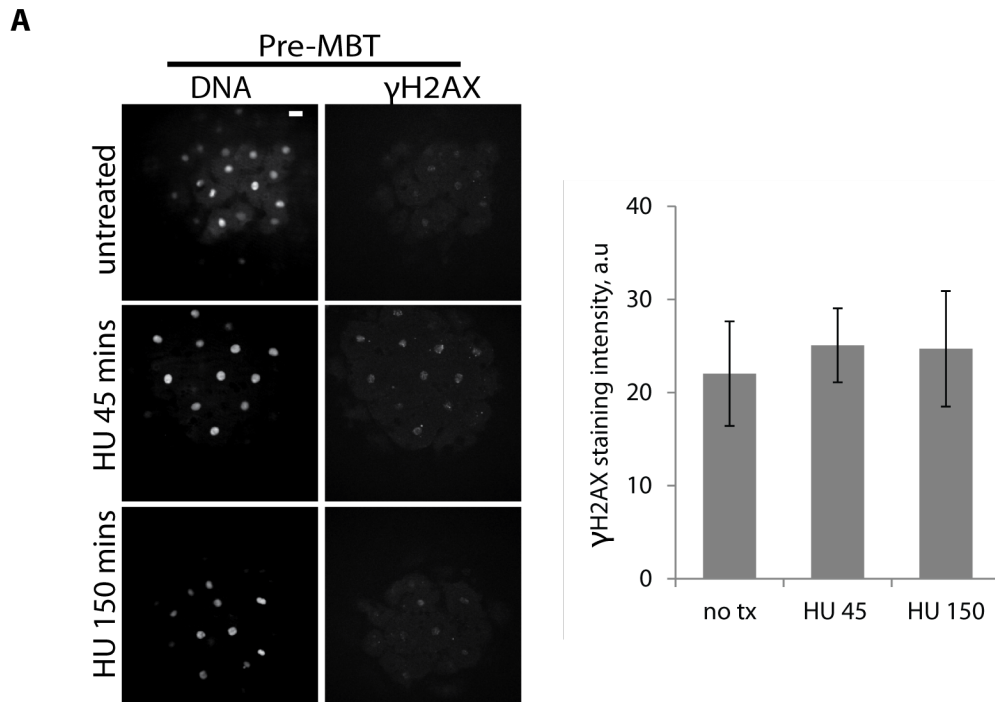 A
Pre-MBT
DNA γH2AX
untreated
HU 45 mins
HU 150 mins
γH2AX staining intensity, a.u
40
30
20
10
0
no tx HU 45 HU 150